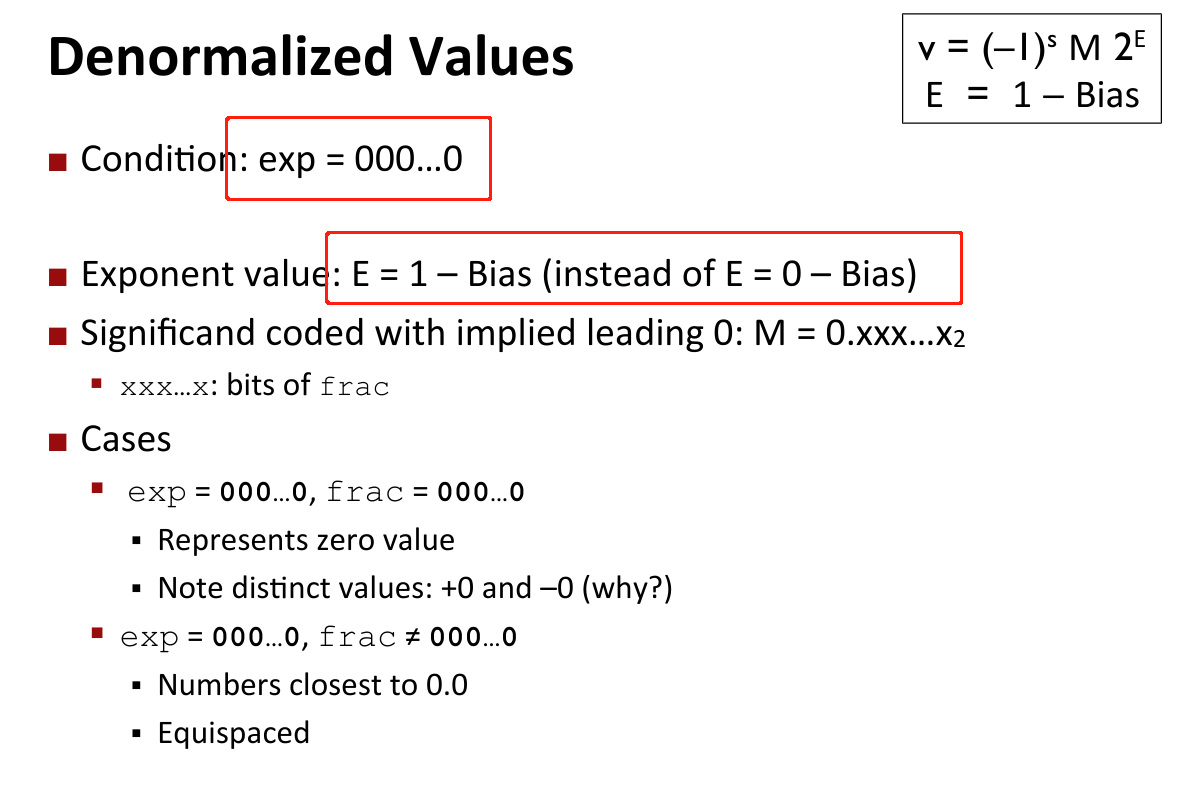 Denormalized Values
v = (–1)ˢ M 2ᴱ
E = 1 – Bias
■ Condition: exp = 000…0
■ Exponent value: E = 1 – Bias (instead of E = 0 – Bias)
■ Significand coded with implied leading 0: M = 0.xxx…x₂
▪ xxx…x: bits of frac
■ Cases
▪ exp = 000…0, frac = 000…0
▪ Represents zero value
▪ Note distinct values: +0 and –0 (why?)
▪ exp = 000…0, frac ≠ 000…0
▪ Numbers closest to 0.0
▪ Equispaced